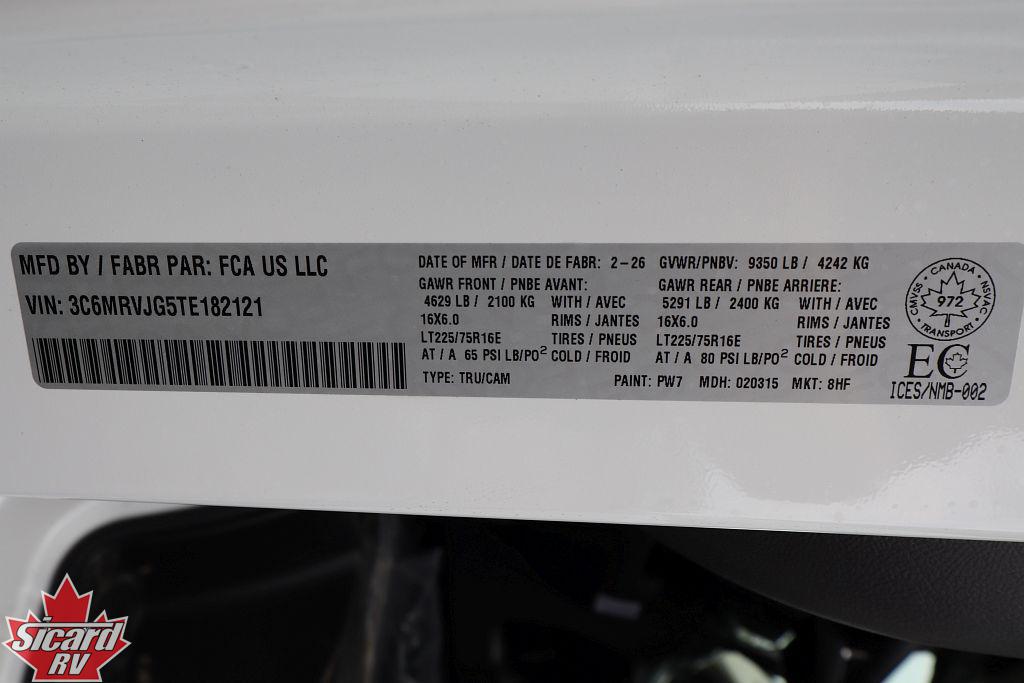 MFD BY / FABR PAR: FCA US LLC
VIN: 3C6MRVJG5TE182121
DATE OF MFR / DATE DE FABR: 2-26 GVWR/PNBV: 9350 LB / 4242 KG
GAWR FRONT / PNBE AVANT: GAWR REAR / PNBE ARRIERE:
4629 LB / 2100 KG WITH / AVEC 5291 LB / 2400 KG WITH / AVEC
16X6.0 RIMS / JANTES 16X6.0 RIMS / JANTES
LT225/75R16E TIRES / PNEUS LT225/75R16E TIRES / PNEUS
AT / A 65 PSI LB/PO² COLD / FROID AT / A 80 PSI LB/PO² COLD / FROID
TYPE: TRU/CAM PAINT: PW7 MDH: 020315 MKT: 8HF
CANADA
CMVSS 972 NSVAC
TRANSPORT
EC
ICES/NMB-002
Sicard
RV